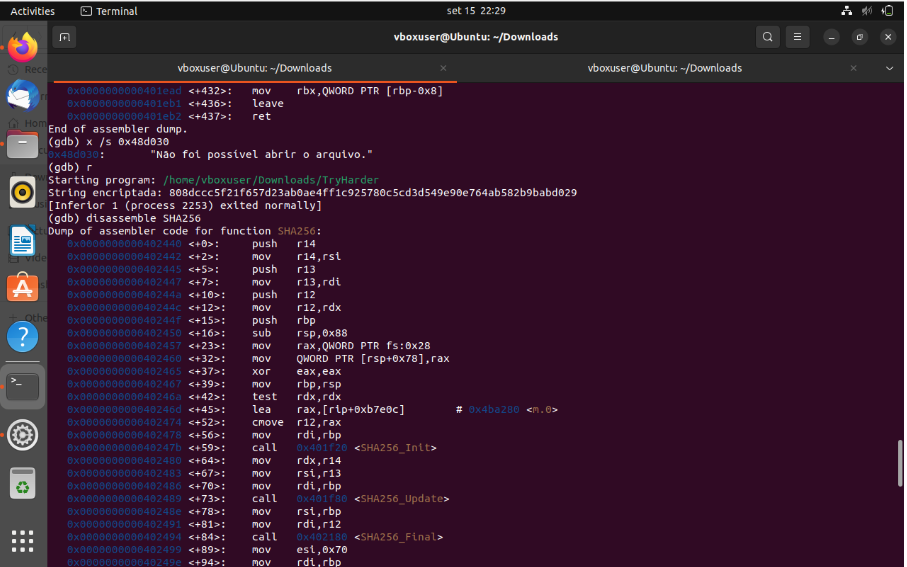 Activities
Terminal
set 15 22:29
vboxuser@Ubuntu: ~/Downloads
vboxuser@Ubuntu: ~/Downloads
vboxuser@Ubuntu: ~/Downloads
0x0000000000401ead <+432>: mov rbx,QWORD PTR [rbp-0x8]
0x0000000000401eb1 <+436>: leave
0x0000000000401eb2 <+437>: ret
End of assembler dump.
(gdb) x /s 0x48d030
0x48d030: "Não foi possivel abrir o arquivo."
(gdb) r
Starting program: /home/vboxuser/Downloads/TryHarder
String encriptada: 808dccc5f21f657d23ab0ae4ff1c925780c5cd3d549e90e764ab582b9babd029
[Inferior 1 (process 2253) exited normally]
(gdb) disassemble SHA256
Dump of assembler code for function SHA256:
0x0000000000402440 <+0>: push r14
0x0000000000402442 <+2>: mov r14,rsi
0x0000000000402445 <+5>: push r13
0x0000000000402447 <+7>: mov r13,rdi
0x000000000040244a <+10>: push r12
0x000000000040244c <+12>: mov r12,rdx
0x000000000040244f <+15>: push rbp
0x0000000000402450 <+16>: sub rsp,0x88
0x0000000000402457 <+23>: mov rax,QWORD PTR fs:0x28
0x0000000000402460 <+32>: mov QWORD PTR [rsp+0x78],rax
0x0000000000402465 <+37>: xor eax,eax
0x0000000000402467 <+39>: mov rbp,rsp
0x000000000040246a <+42>: test rdx,rdx
0x000000000040246d <+45>: lea rax,[rip+0xb7e0c] # 0x4ba280 <m.0>
0x0000000000402474 <+52>: cmove r12,rax
0x0000000000402478 <+56>: mov rdi,rbp
0x000000000040247b <+59>: call 0x401f20 <SHA256_Init>
0x0000000000402480 <+64>: mov rdx,r14
0x0000000000402483 <+67>: mov rsi,r13
0x0000000000402486 <+70>: mov rdi,rbp
0x0000000000402489 <+73>: call 0x401f80 <SHA256_Update>
0x000000000040248e <+78>: mov rsi,rbp
0x0000000000402491 <+81>: mov rdi,r12
0x0000000000402494 <+84>: call 0x402180 <SHA256_Final>
0x0000000000402499 <+89>: mov esi,0x70
0x000000000040249e <+94>: mov rdi,rbp